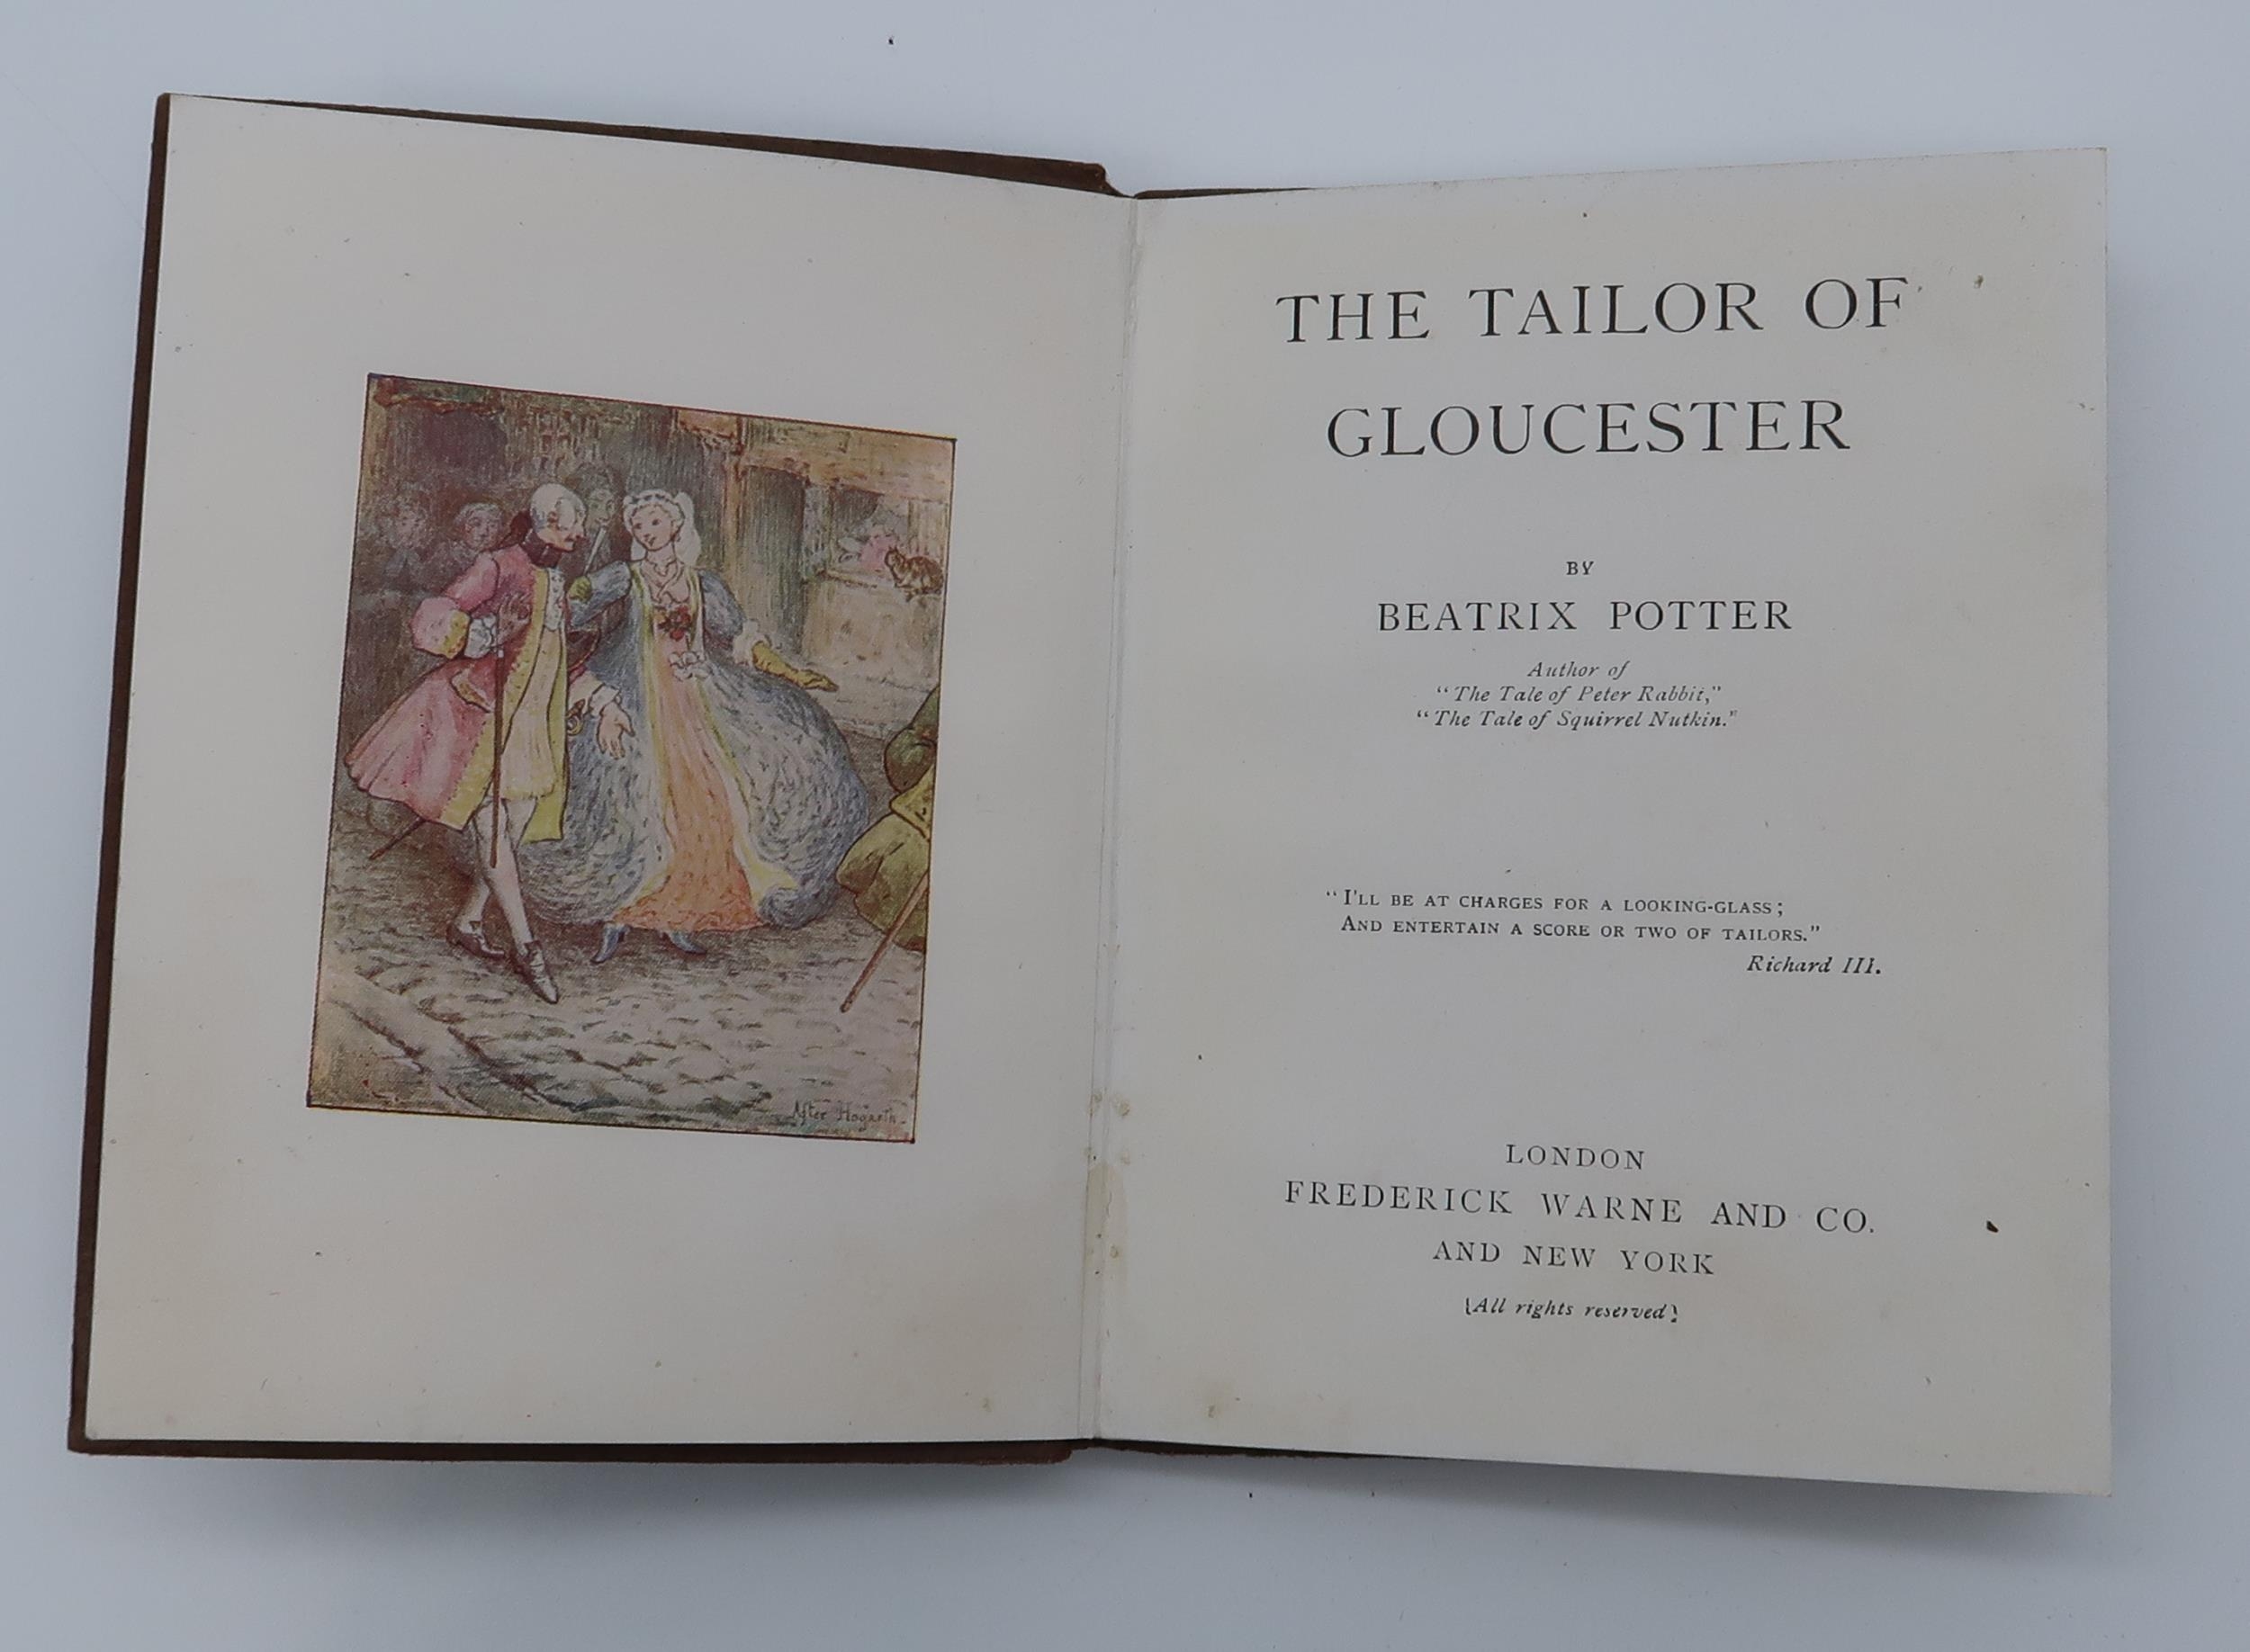 After Hogarth.
THE TAILOR OF
GLOUCESTER
BY
BEATRIX POTTER
Author of
"The Tale of Peter Rabbit,"
"The Tale of Squirrel Nutkin."
"I'LL BE AT CHARGES FOR A LOOKING-GLASS;
AND ENTERTAIN A SCORE OR TWO OF TAILORS."
Richard III.
LONDON
FREDERICK WARNE AND CO.
AND NEW YORK
[All rights reserved]